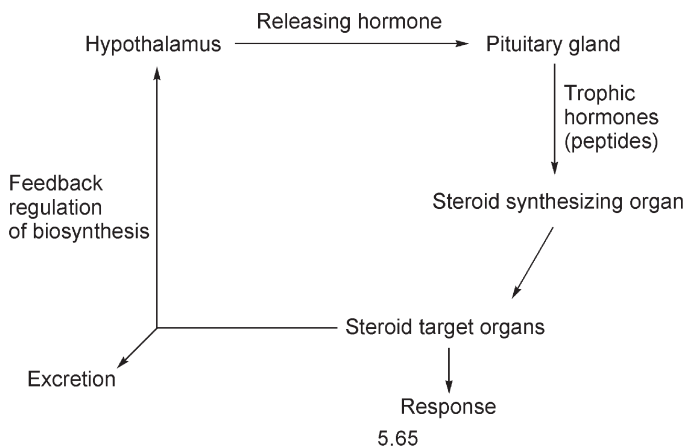 Releasing hormone
Hypothalamus
Pituitary gland
Trophic
hormones
(peptides)
Feedback
regulation
of biosynthesis
Steroid synthesizing organ
Steroid target organs
Excretion
Response
5.65